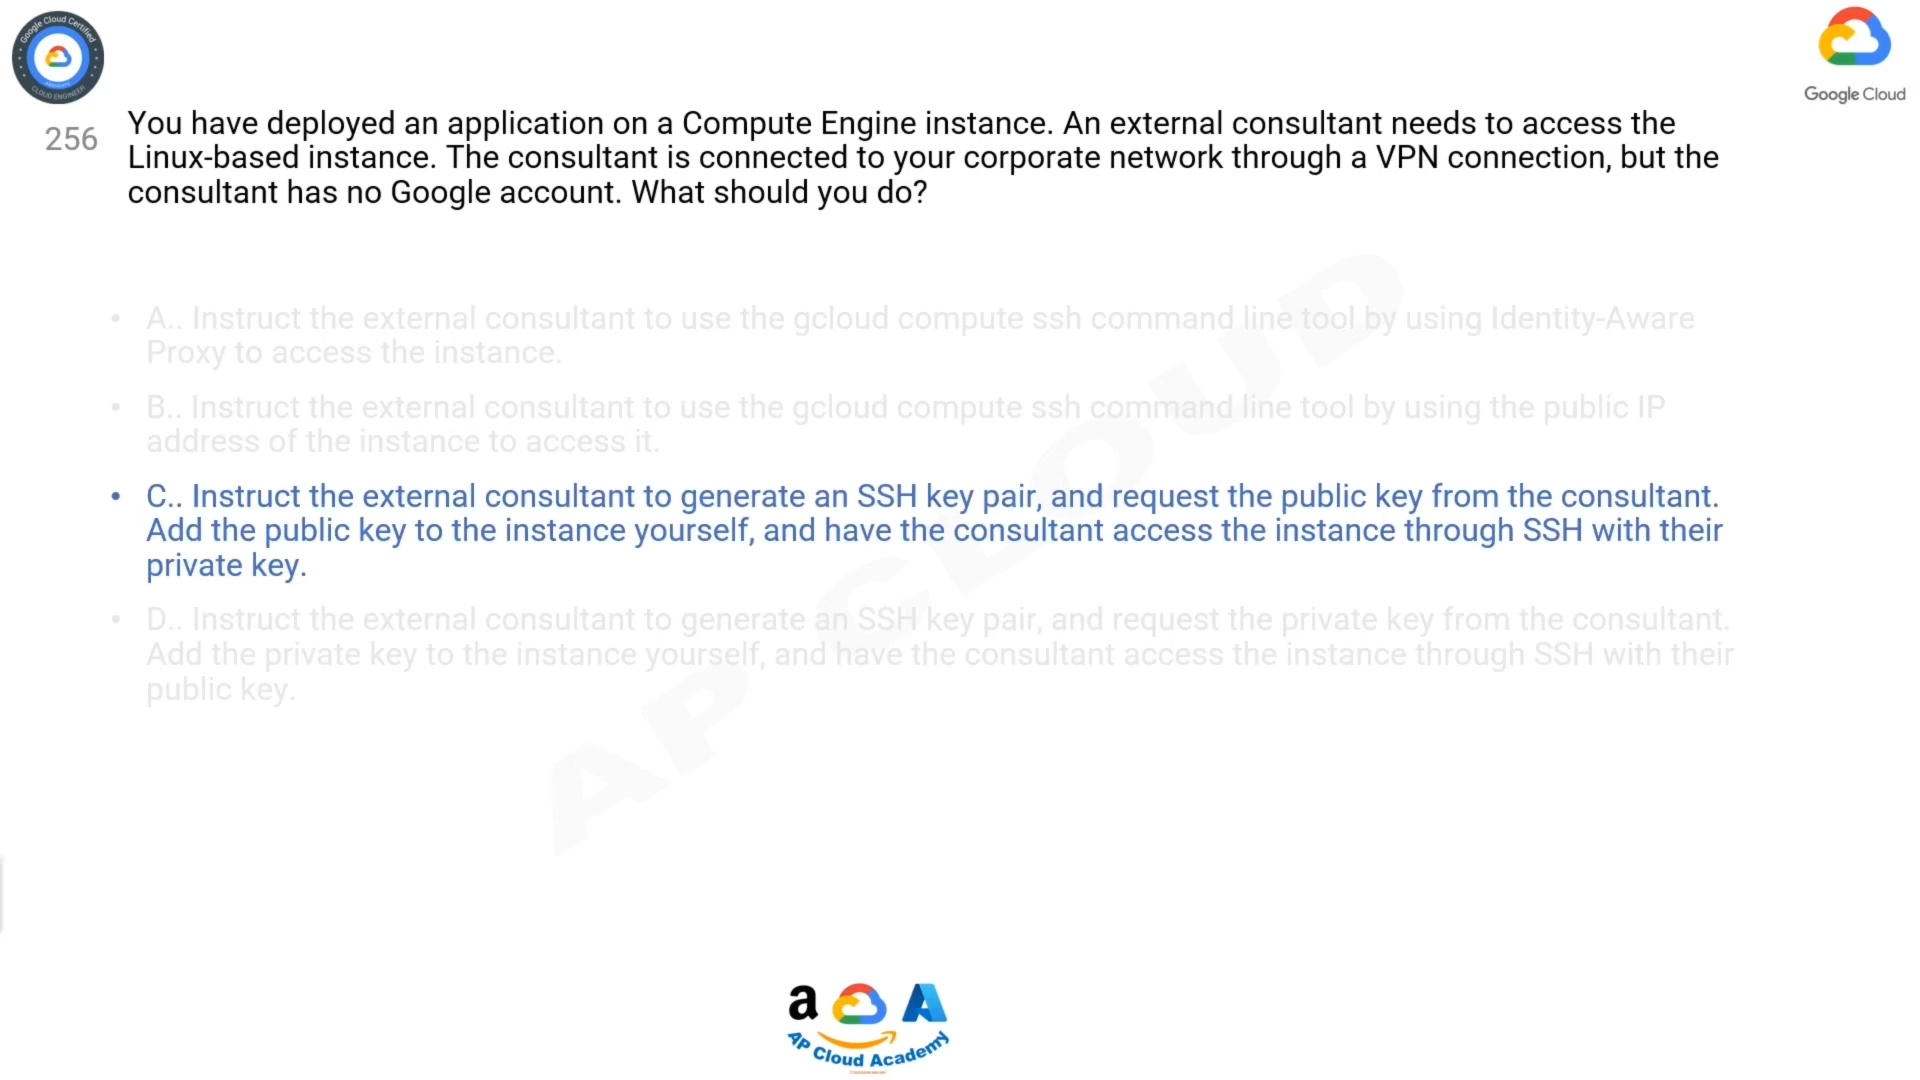 Google Cloud Certified
ASSOCIATE
CLOUD ENGINEER
Google Cloud
256
You have deployed an application on a Compute Engine instance. An external consultant needs to access the
Linux-based instance. The consultant is connected to your corporate network through a VPN connection, but the
consultant has no Google account. What should you do?
• A.. Instruct the external consultant to use the gcloud compute ssh command line tool by using Identity-Aware
Proxy to access the instance.
• B.. Instruct the external consultant to use the gcloud compute ssh command line tool by using the public IP
address of the instance to access it.
• C.. Instruct the external consultant to generate an SSH key pair, and request the public key from the consultant.
Add the public key to the instance yourself, and have the consultant access the instance through SSH with their
private key.
• D.. Instruct the external consultant to generate an SSH key pair, and request the private key from the consultant.
Add the private key to the instance yourself, and have the consultant access the instance through SSH with their
public key.
AP CLOUD
a
AP Cloud Academy